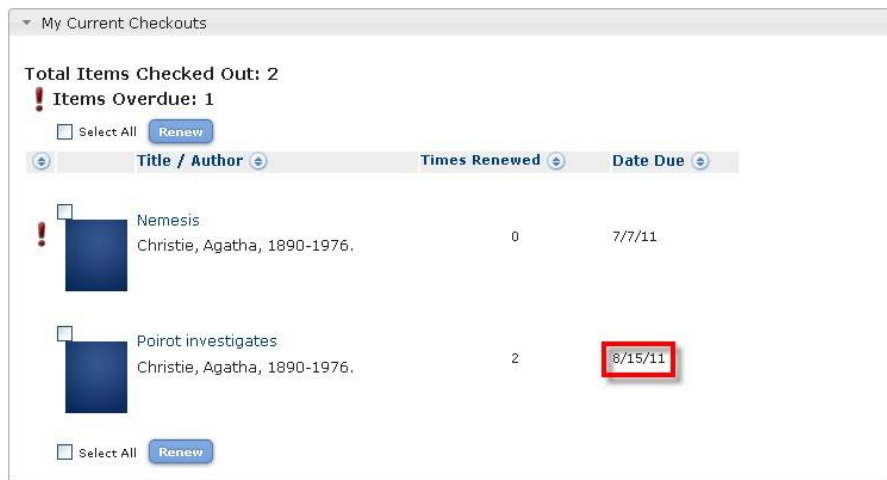 My Current Checkouts
Total Items Checked Out: 2
! Items Overdue: 1
Select All Renew
Title / Author Times Renewed Date Due
Nemesis
! Christie, Agatha, 1890-1976. 0 7/7/11
Poirot investigates
Christie, Agatha, 1890-1976. 2 8/15/11
Select All Renew